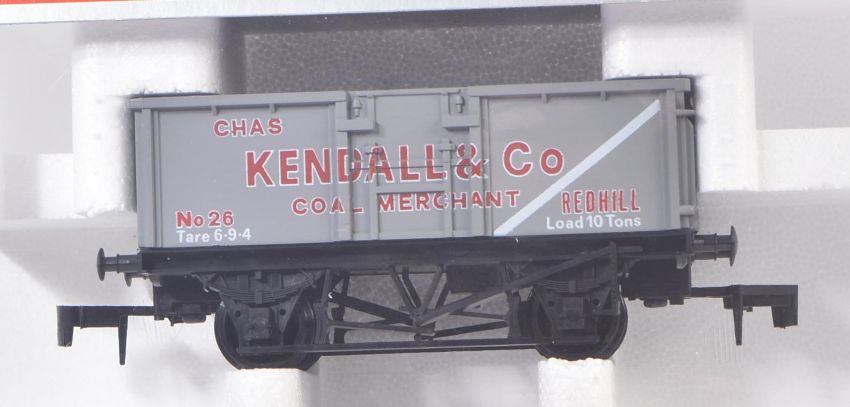 CHAS
KENDALL & Co
COAL MERCHANT
REDHILL
No 26
Tare 6·9·4
Load 10 Tons